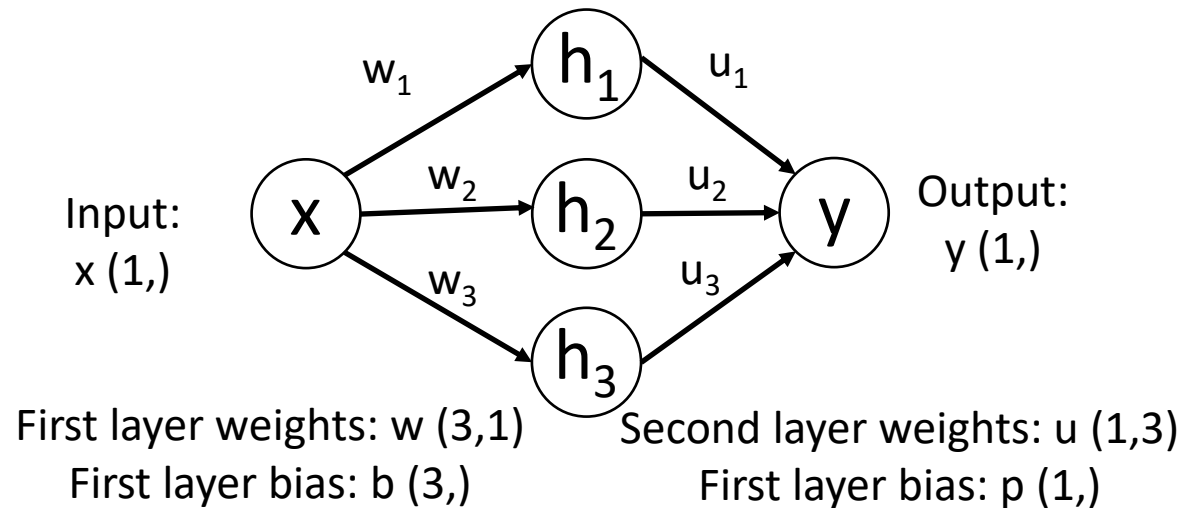 h₁
w₁
u₁
w₂
u₂
Input:
x (1,)
x
h₂
y
Output:
y (1,)
w₃
u₃
h₃
First layer weights: w (3,1)
First layer bias: b (3,)
Second layer weights: u (1,3)
First layer bias: p (1,)